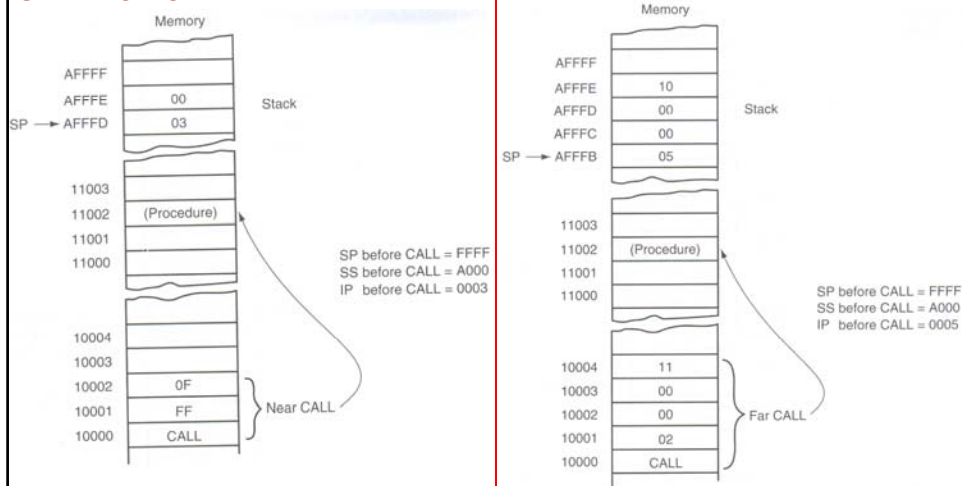 Memory
AFFFF
AFFFE 00
SP AFFFD 03
Stack
11003
11002 (Procedure)
11001
11000
SP before CALL = FFFF
SS before CALL = A000
IP before CALL = 0003
10004
10003
10002 0F
10001 FF
10000 CALL
Near CALL
Memory
AFFFF
AFFFE 10
AFFFD 00
AFFFC 00
SP AFFFB 05
Stack
11003
11002 (Procedure)
11001
11000
SP before CALL = FFFF
SS before CALL = A000
IP before CALL = 0005
10004 11
10003 00
10002 00
10001 02
10000 CALL
Far CALL